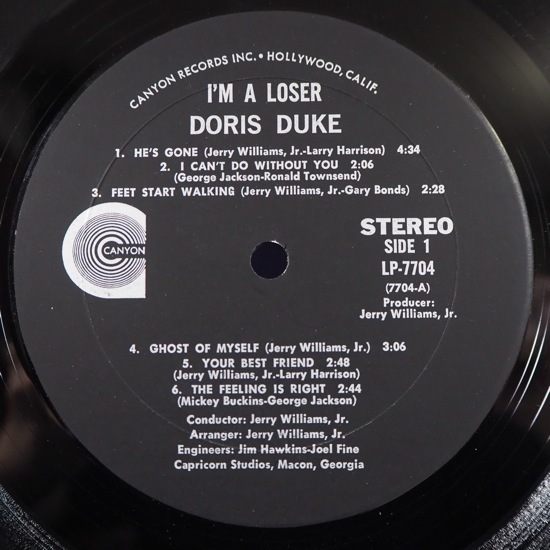 CANYON RECORDS INC. • HOLLYWOOD, CALIF.
I'M A LOSER
DORIS DUKE
1. HE'S GONE (Jerry Williams, Jr.-Larry Harrison) 4:34
2. I CAN'T DO WITHOUT YOU 2:06
(George Jackson-Ronald Townsend)
3. FEET START WALKING (Jerry Williams, Jr.-Gary Bonds) 2:28
CANYON
STEREO
SIDE 1
LP-7704
(7704-A)
Producer:
Jerry Williams, Jr.
4. GHOST OF MYSELF (Jerry Williams, Jr.) 3:06
5. YOUR BEST FRIEND 2:48
(Jerry Williams, Jr.-Larry Harrison)
6. THE FEELING IS RIGHT 2:44
(Mickey Buckins-George Jackson)
Conductor: Jerry Williams, Jr.
Arranger: Jerry Williams, Jr.
Engineers: Jim Hawkins-Joel Fine
Capricorn Studios, Macon, Georgia